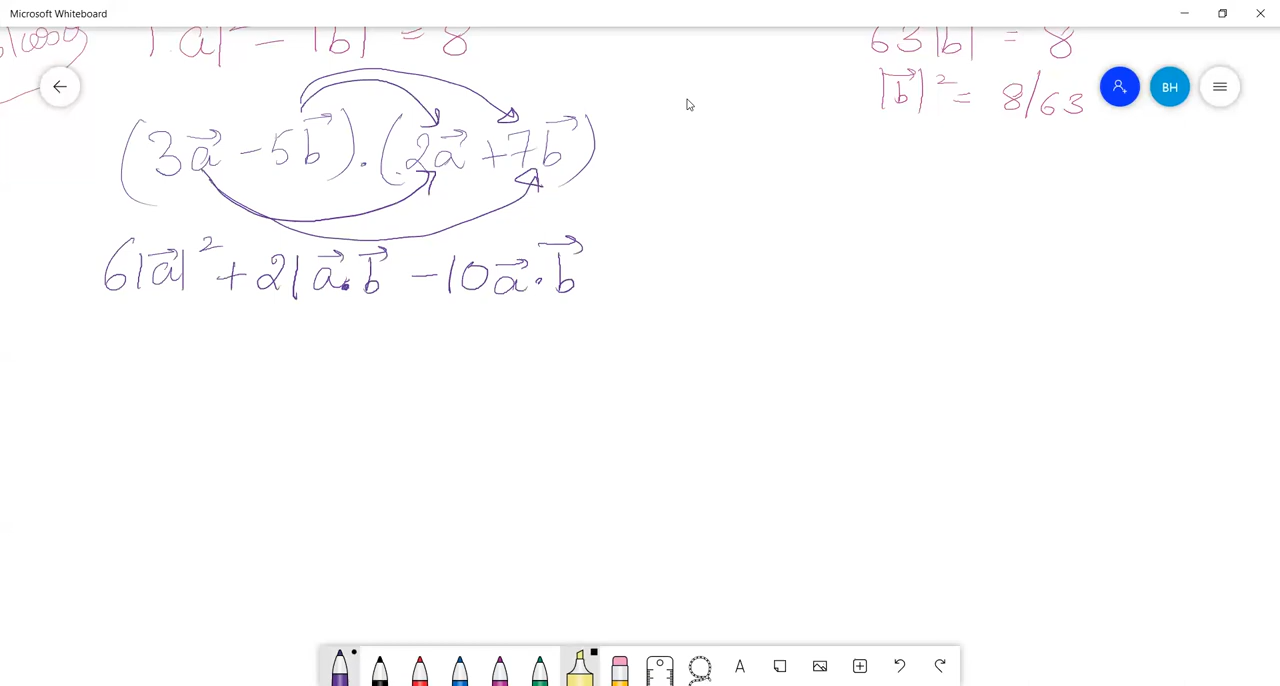 Microsoft Whiteboard
|a⃗|² - |b⃗|² = 8
63|b⃗|² = 8
|b⃗|² = 8/63
BH
(3a⃗ - 5b⃗) . (2a⃗ + 7b⃗)
6|a⃗|² + 21a⃗.b⃗ - 10a⃗.b⃗
A